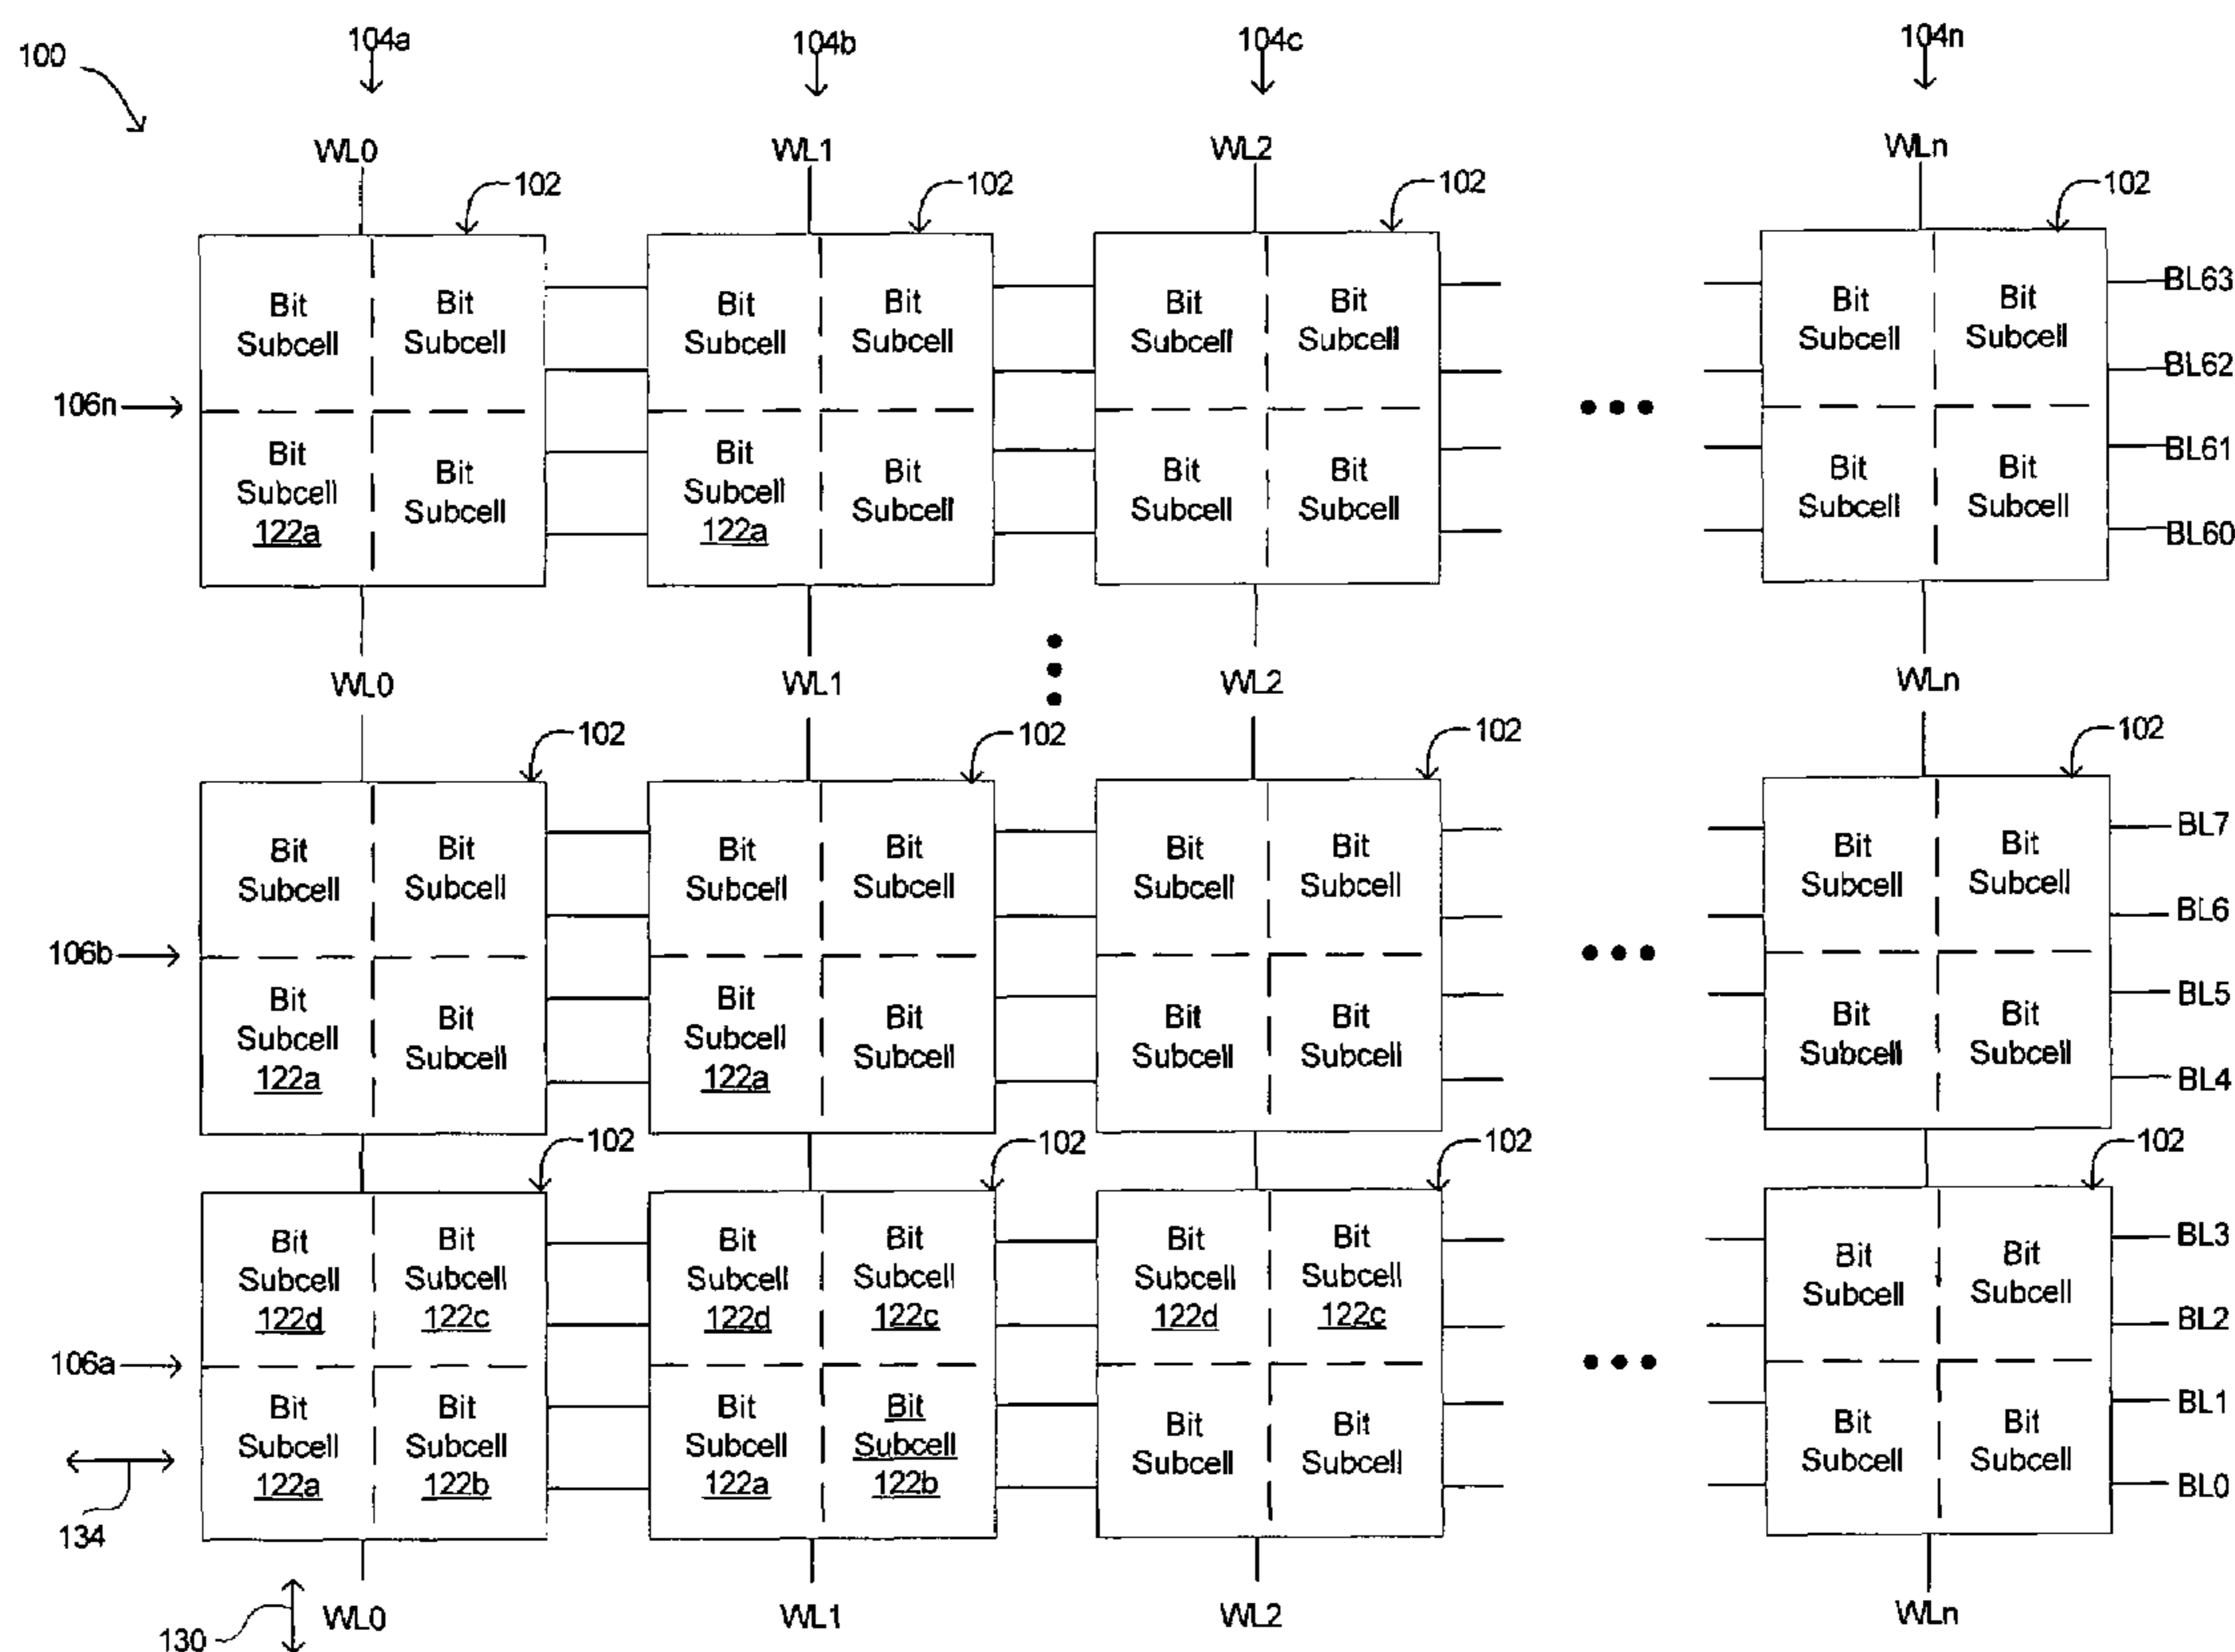 100
104a
104b
104c
104n
WL0
WL1
WL2
WLn
102
102
102
102
Bit Subcell
Bit Subcell
Bit Subcell
Bit Subcell
Bit Subcell
Bit Subcell
Bit Subcell
Bit Subcell
BL63
BL62
106n
Bit Subcell 122a
Bit Subcell
Bit Subcell 122a
Bit Subcell
Bit Subcell
Bit Subcell
Bit Subcell
Bit Subcell
BL61
BL60
WL0
WL1
WL2
WLn
102
102
102
102
Bit Subcell
Bit Subcell
Bit Subcell
Bit Subcell
Bit Subcell
Bit Subcell
Bit Subcell
Bit Subcell
BL7
BL6
106b
Bit Subcell 122a
Bit Subcell
Bit Subcell 122a
Bit Subcell
Bit Subcell
Bit Subcell
Bit Subcell
Bit Subcell
BL5
BL4
102
102
102
102
Bit Subcell 122d
Bit Subcell 122c
Bit Subcell 122d
Bit Subcell 122c
Bit Subcell 122d
Bit Subcell 122c
Bit Subcell
Bit Subcell
BL3
BL2
106a
Bit Subcell 122a
Bit Subcell 122b
Bit Subcell 122a
Bit Subcell 122b
Bit Subcell
Bit Subcell
Bit Subcell
Bit Subcell
BL1
BL0
134
130
WL0
WL1
WL2
WLn